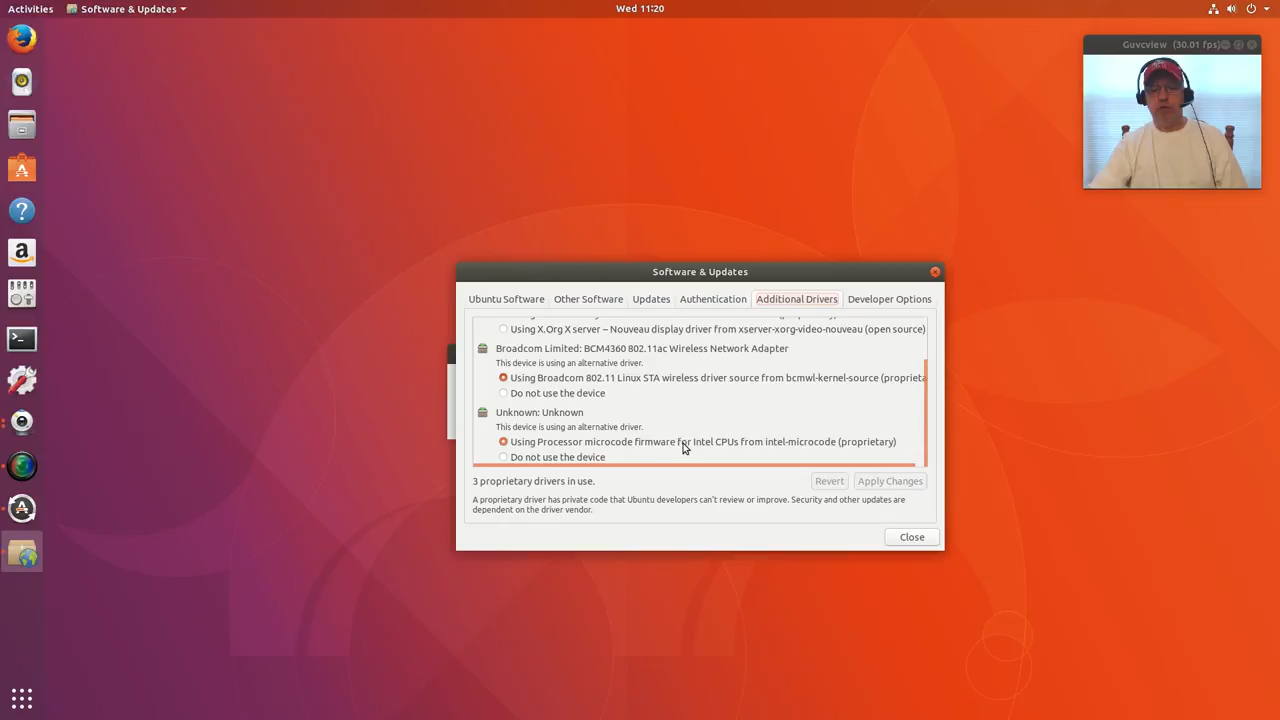 Activities
Software & Updates
Wed 11:20
Guvcview (30.01 fps)
Software & Updates
Ubuntu Software
Other Software
Updates
Authentication
Additional Drivers
Developer Options
Using X.Org X server – Nouveau display driver from xserver-xorg-video-nouveau (open source)
Broadcom Limited: BCM4360 802.11ac Wireless Network Adapter
This device is using an alternative driver.
Using Broadcom 802.11 Linux STA wireless driver source from bcmwl-kernel-source (proprieta
Do not use the device
Unknown: Unknown
This device is using an alternative driver.
Using Processor microcode firmware for Intel CPUs from intel-microcode (proprietary)
Do not use the device
3 proprietary drivers in use.
Revert
Apply Changes
A proprietary driver has private code that Ubuntu developers can't review or improve. Security and other updates are
dependent on the driver vendor.
Close